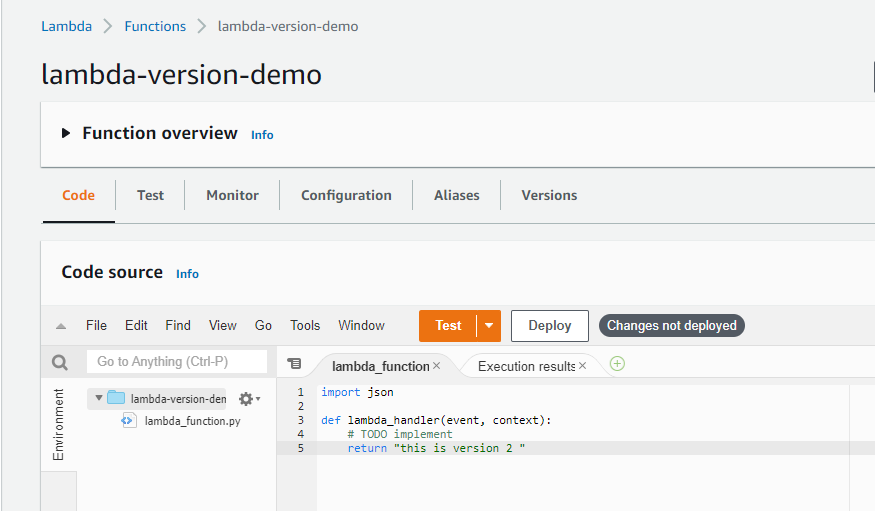 Lambda > Functions > lambda-version-demo
lambda-version-demo
Function overview Info
Code Test Monitor Configuration Aliases Versions
Code source Info
File Edit Find View Go Tools Window Test Deploy Changes not deployed
Go to Anything (Ctrl-P) lambda_function × Execution results ×
Environment
lambda-version-den
lambda_function.py
1 import json
2
3 def lambda_handler(event, context):
4 # TODO implement
5 return "this is version 2 "